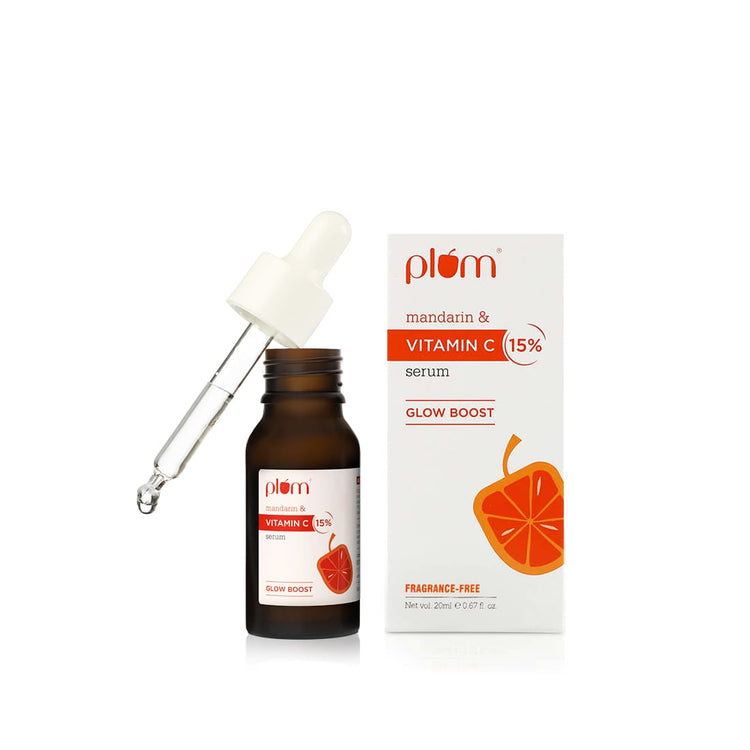 plum®
mandarin &
VITAMIN C 15%
serum
GLOW BOOST
plum®
mandarin &
VITAMIN C 15%
serum
GLOW BOOST
FRAGRANCE-FREE
Net vol. 20ml ℮ 0.67 fl. oz.